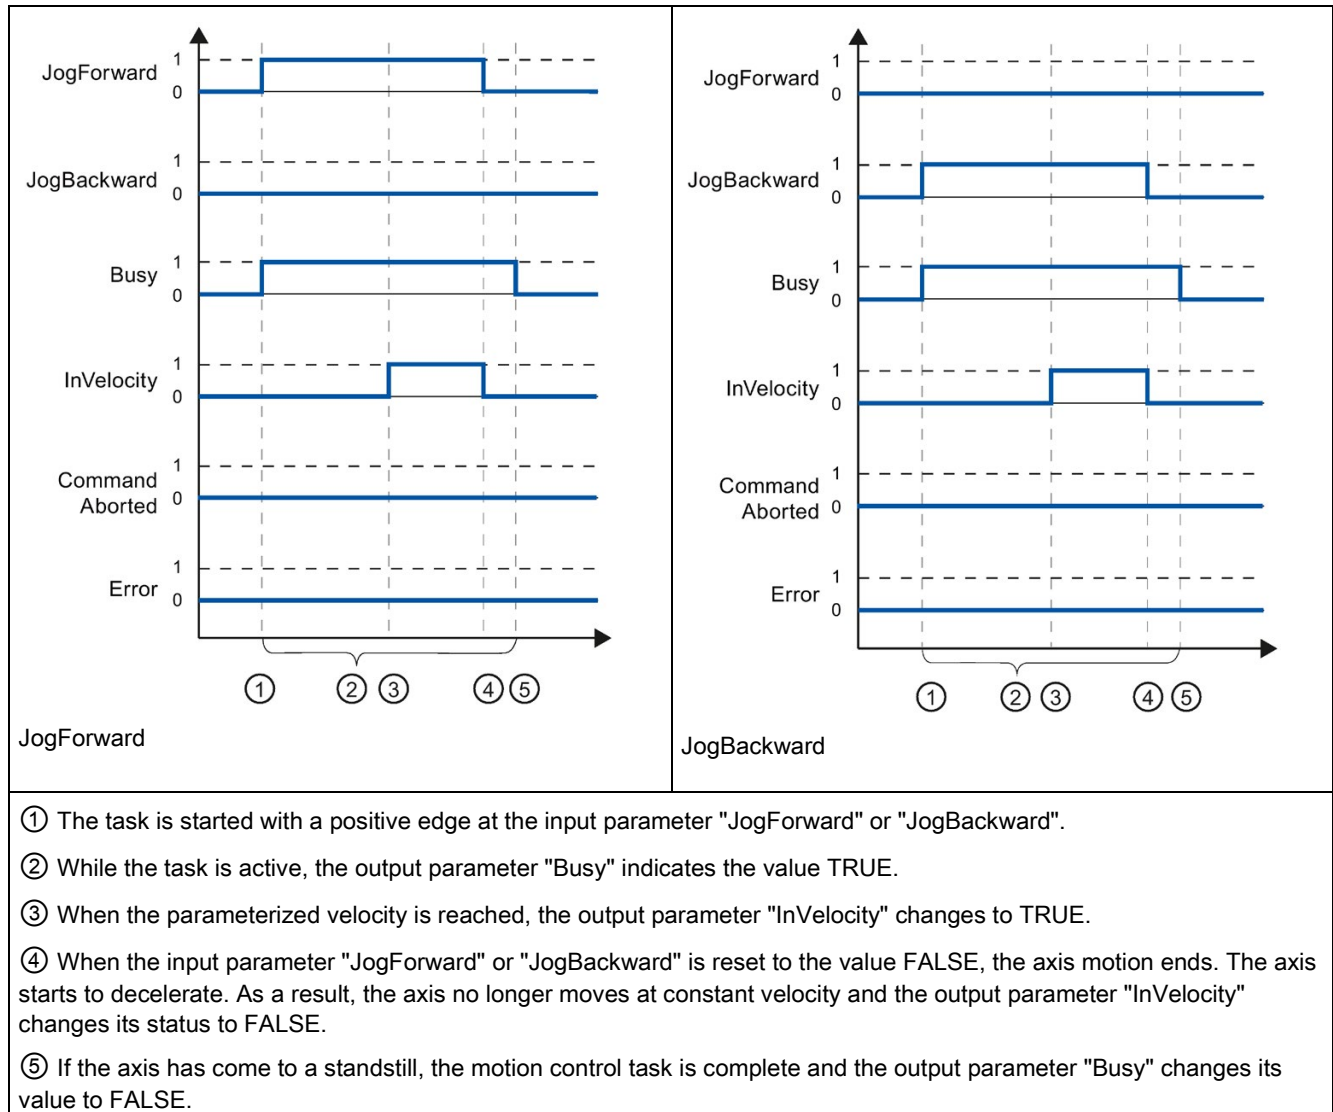 JogForward
1
0
JogBackward
1
0
Busy
1
0
InVelocity
1
0
Command
Aborted
1
0
Error
1
0
① ② ③ ④ ⑤
JogForward
JogForward
1
0
JogBackward
1
0
Busy
1
0
InVelocity
1
0
Command
Aborted
1
0
Error
1
0
① ② ③ ④ ⑤
JogBackward
① The task is started with a positive edge at the input parameter "JogForward" or "JogBackward".
② While the task is active, the output parameter "Busy" indicates the value TRUE.
③ When the parameterized velocity is reached, the output parameter "InVelocity" changes to TRUE.
④ When the input parameter "JogForward" or "JogBackward" is reset to the value FALSE, the axis motion ends. The axis
starts to decelerate. As a result, the axis no longer moves at constant velocity and the output parameter "InVelocity"
changes its status to FALSE.
⑤ If the axis has come to a standstill, the motion control task is complete and the output parameter "Busy" changes its
value to FALSE.